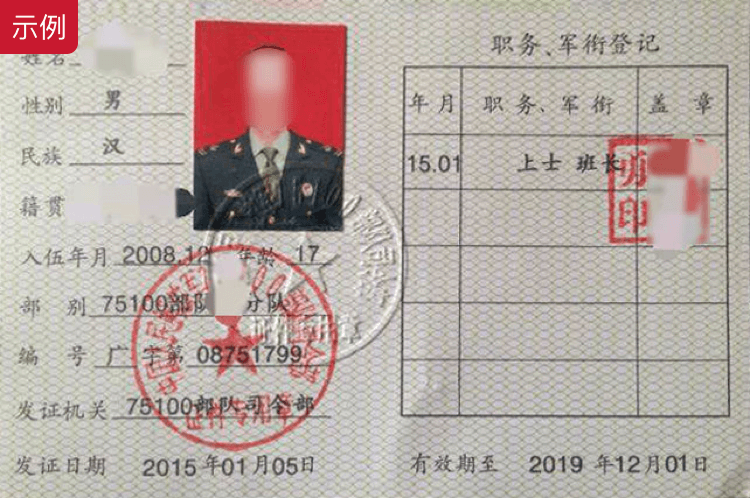 示例
姓名
性别 男
民族 汉
籍贯
入伍年月 2008.12 年龄 17
部别 75100部队 分队
编号 广字第 08751799
发证机关 75100部队司令部
发证日期 2015年01月05日
职务、军衔登记
年月 职务、军衔 盖章
15.01 上士 班长
印
有效期至 2019年12月01日